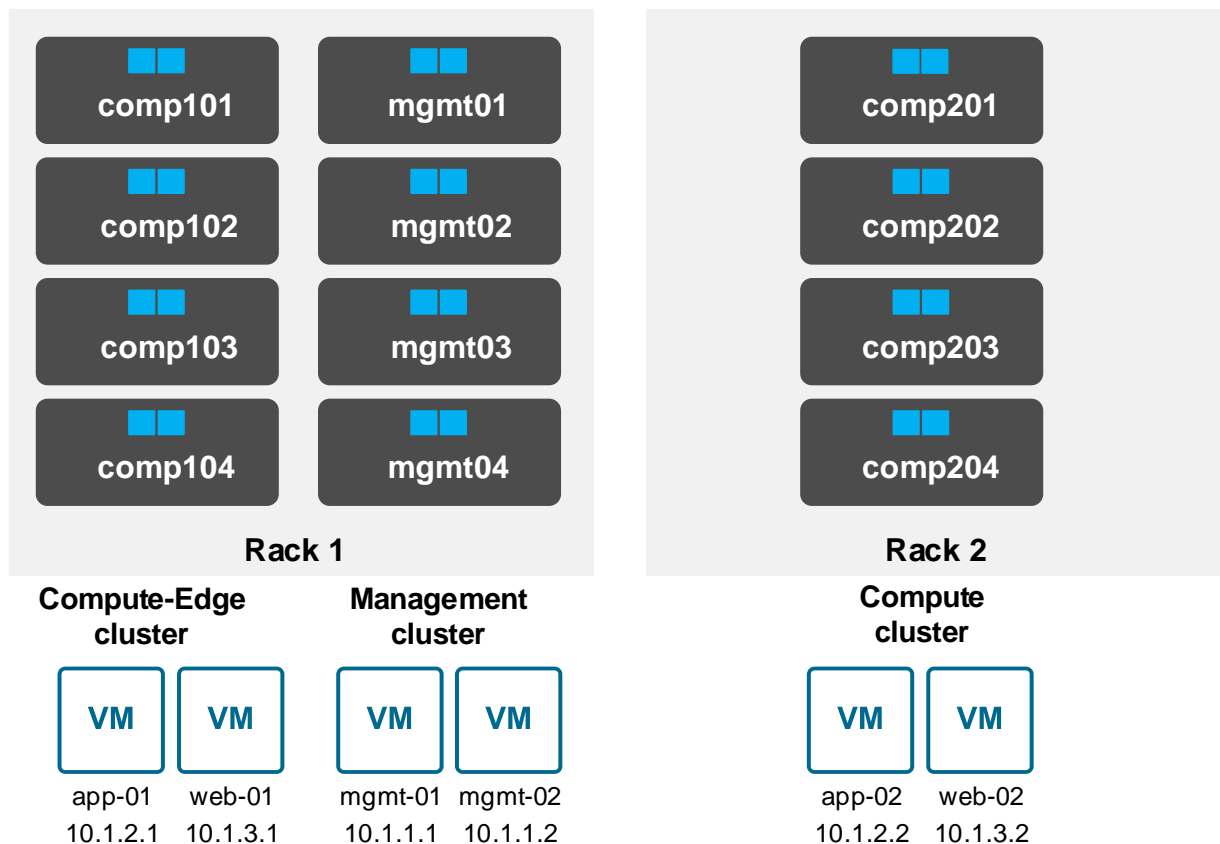 comp101
mgmt01
comp201
comp102
mgmt02
comp202
comp103
mgmt03
comp203
comp104
mgmt04
comp204
Rack 1
Rack 2
Compute-Edge
cluster
Management
cluster
Compute
cluster
VM
VM
VM
VM
VM
VM
app-01
web-01
mgmt-01
mgmt-02
app-02
web-02
10.1.2.1
10.1.3.1
10.1.1.1
10.1.1.2
10.1.2.2
10.1.3.2